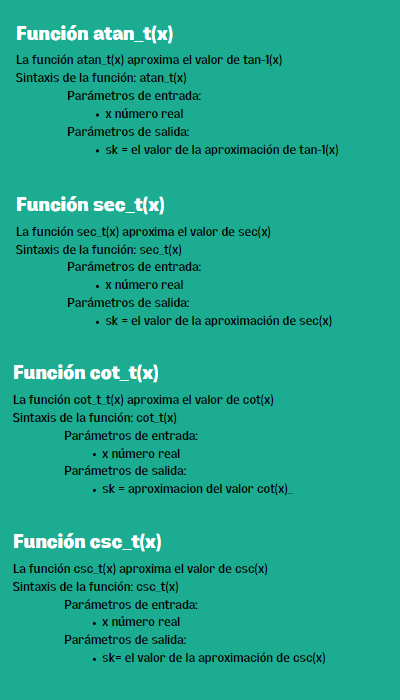 Función atan_t(x)
La función atan_t(x) aproxima el valor de tan-1(x)
Sintaxis de la función: atan_t(x)
Parámetros de entrada:
• x número real
Parámetros de salida:
• sk = el valor de la aproximación de tan-1(x)
Función sec_t(x)
La función sec_t(x) aproxima el valor de sec(x)
Sintaxis de la función: sec_t(x)
Parámetros de entrada:
• x número real
Parámetros de salida:
• sk = el valor de la aproximación de sec(x)
Función cot_t(x)
La función cot_t_t(x) aproxima el valor de cot(x)
Sintaxis de la función: cot_t(x)
Parámetros de entrada:
• x número real
Parámetros de salida:
• sk = aproximacion del valor cot(x)_
Función csc_t(x)
La función csc_t(x) aproxima el valor de csc(x)
Sintaxis de la función: csc_t(x)
Parámetros de entrada:
• x número real
Parámetros de salida:
• sk= el valor de la aproximación de csc(x)